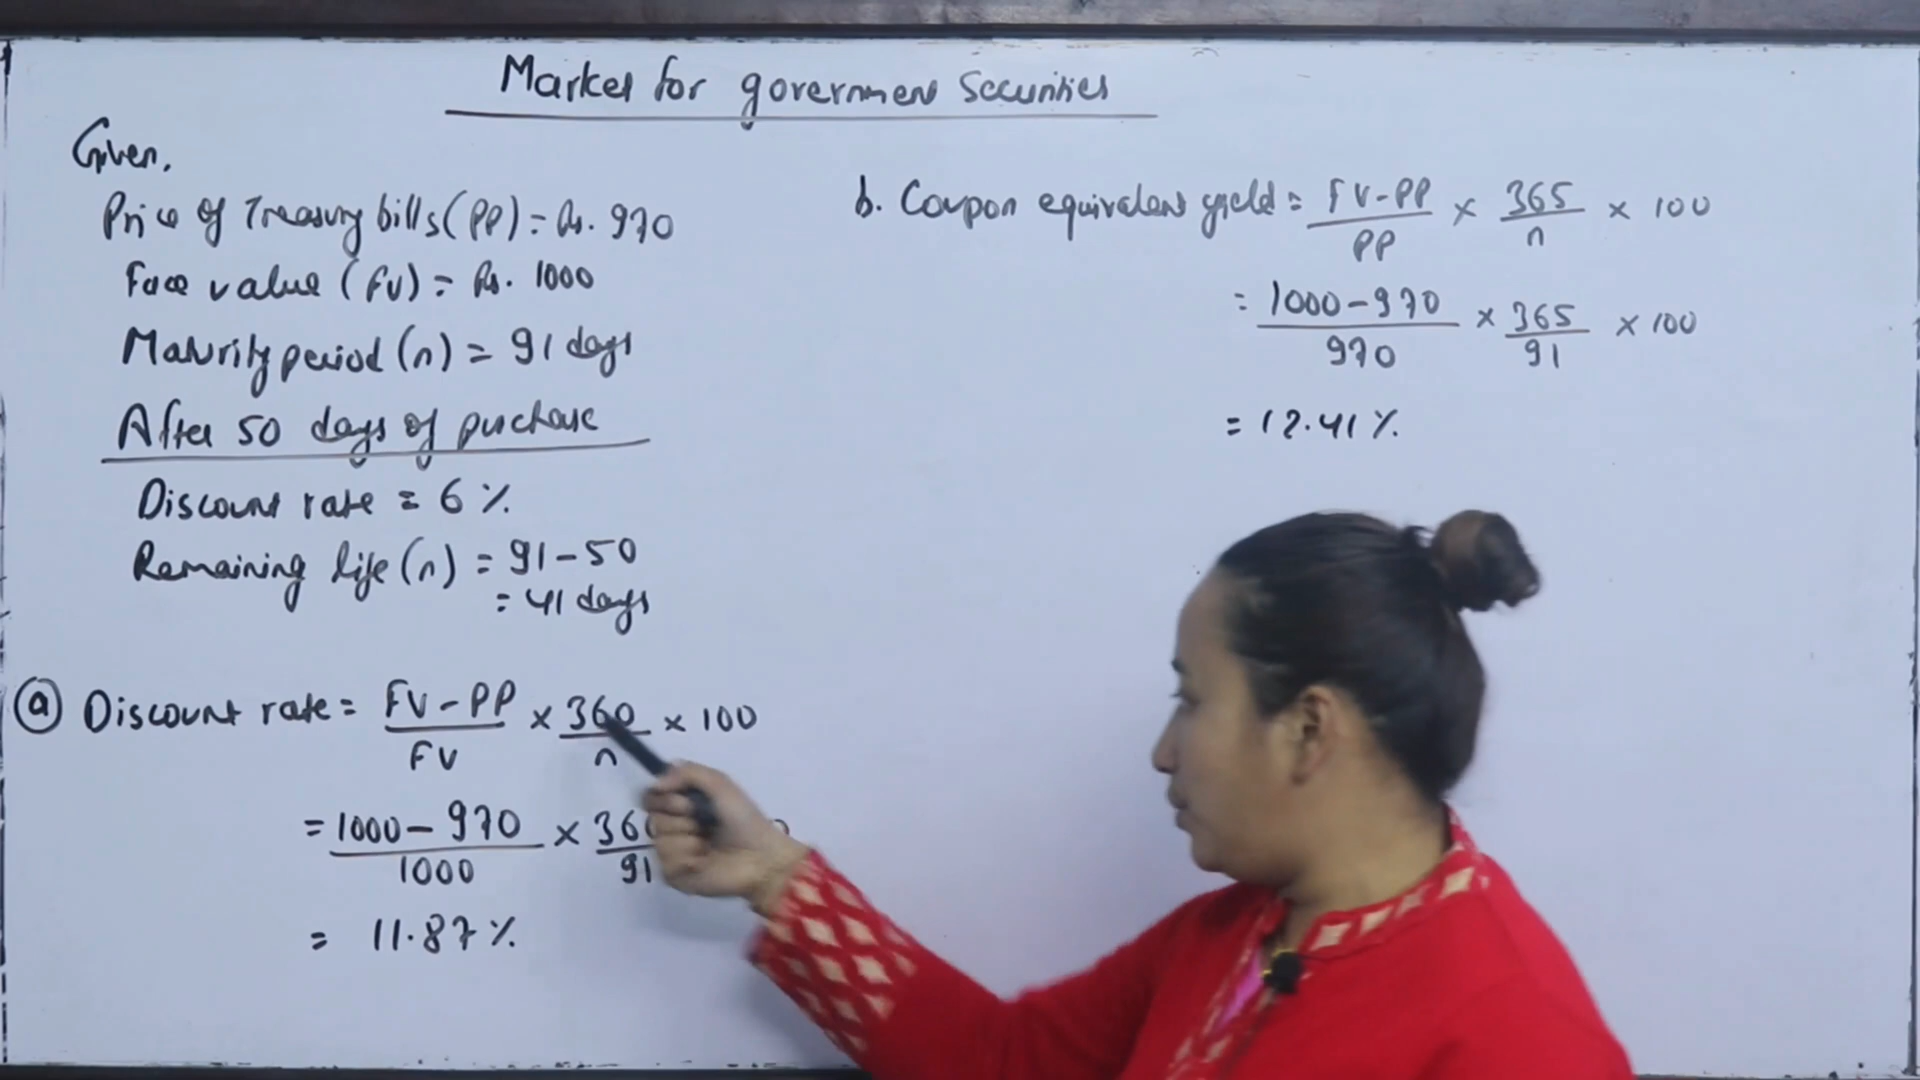 Market for government Securities
Given,
Price of Treasury bills (PP) = Rs. 970
Face value (FV) = Rs. 1000
Maturity period (n) = 91 days
After 50 days of purchase
Discount rate = 6 %
Remaining life (n) = 91 - 50
= 41 days
(a) Discount rate = FV - PP / FV × 360 / n × 100
= 1000 - 970 / 1000 × 360 / 91
= 11.87 %
b. Coupon equivalent yield = FV - PP / PP × 365 / n × 100
= 1000 - 970 / 970 × 365 / 91 × 100
= 12.41 %